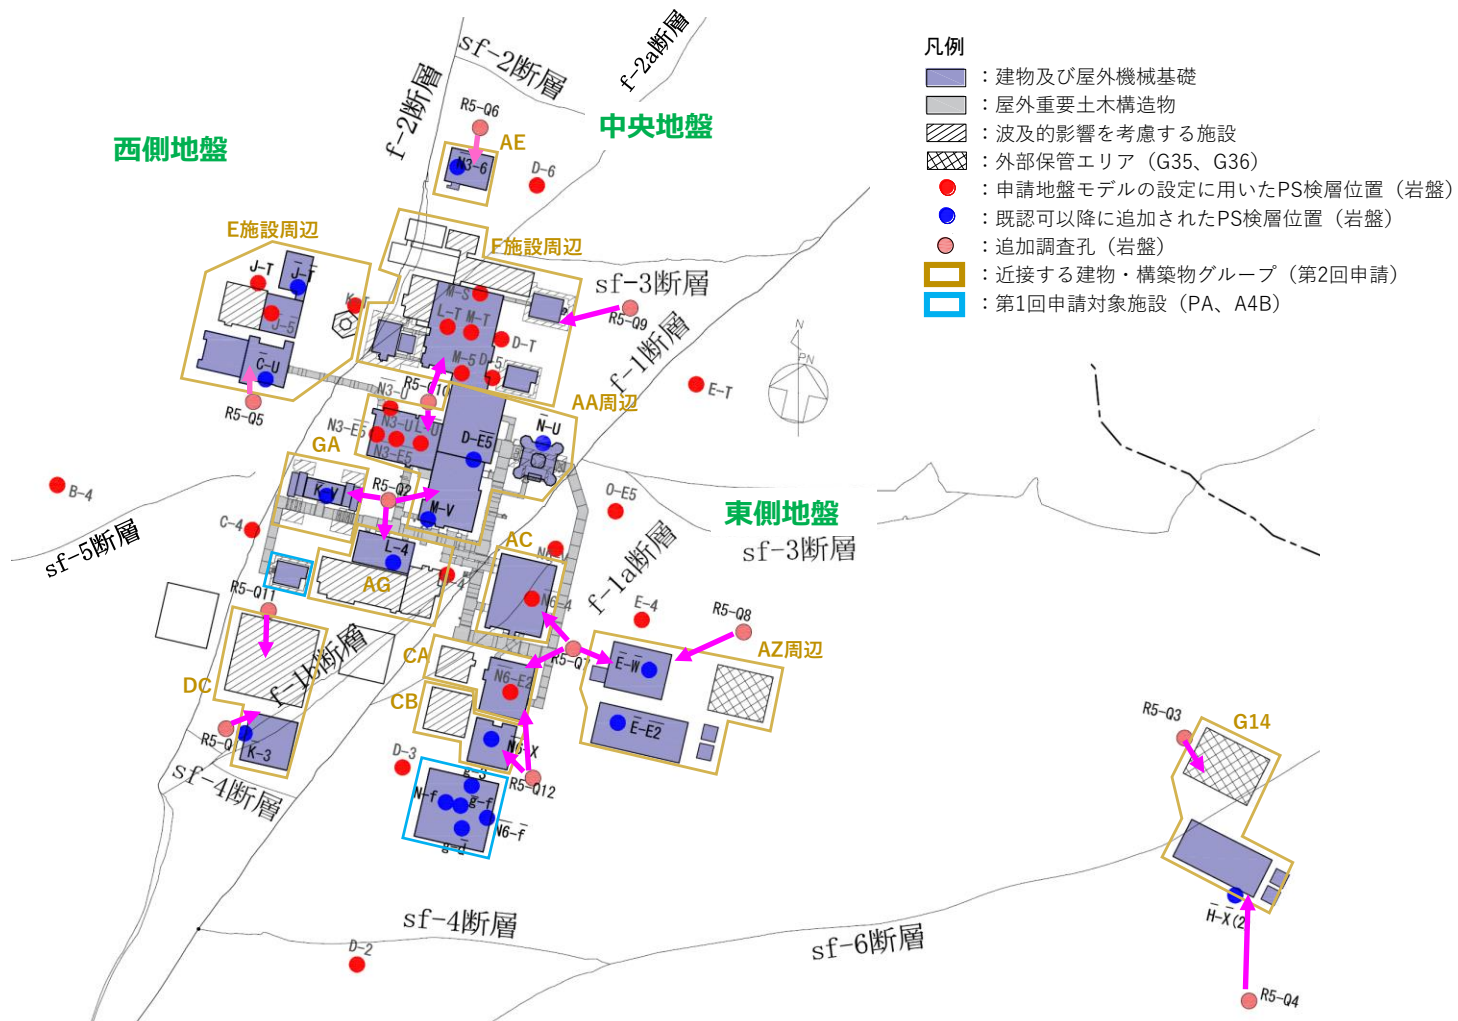 凡例
：建物及び屋外機械基礎
：屋外重要土木構造物
：波及的影響を考慮する施設
：外部保管エリア（G35、G36）
：申請地盤モデルの設定に用いたPS検層位置（岩盤）
：既認可以降に追加されたPS検層位置（岩盤）
：追加調査孔（岩盤）
：近接する建物・構築物グループ（第2回申請）
：第1回申請対象施設（PA、A4B）
sf-2断層
f-2a断層
f-2断層
R5-Q6
AE
中央地盤
西側地盤
N3-6
D-6
E施設周辺
F施設周辺
J-T
J-T
sf-3断層
M-S
R5-Q9
L-T
M-T
D-T
J-5
M-5
D-5
C-U
R5-Q10
f-1断層
E-T
N
PN
R5-Q5
N3-U
AA周辺
N-U
N3-E5
N3-U
L-U
N3-E5
D-E5
GA
K-V
R5-Q2
M-V
B-4
O-E5
東側地盤
C-4
sf-5断層
sf-3断層
AC
L-4
AG
f-1a断層
R5-Q11
N6-4
E-4
R5-Q8
AZ周辺
CA
E-W
f-1b断層
DC
N6-E2
CB
E-E2
R5-Q3
G14
K-3
N6-X
D-3
R5-Q12
sf-4断層
g-3
N-f
g-f
N6-f
g-d
H-X(2
sf-4断層
sf-6断層
D-2
R5-Q4